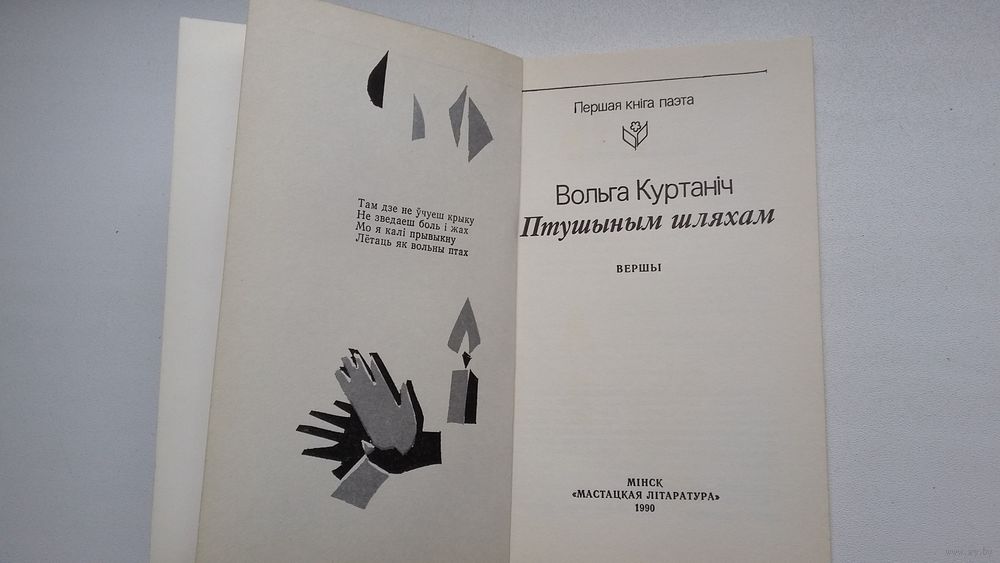 Там дзе не ўчуеш крыку
Не зведаеш боль і жах
Мо я калі прывыкну
Лётаць як вольны птах
Першая кніга паэта
Вольга Куртаніч
Птушыным шляхам
ВЕРШЫ
МІНСК
«МАСТАЦКАЯ ЛІТАРАТУРА»
1990